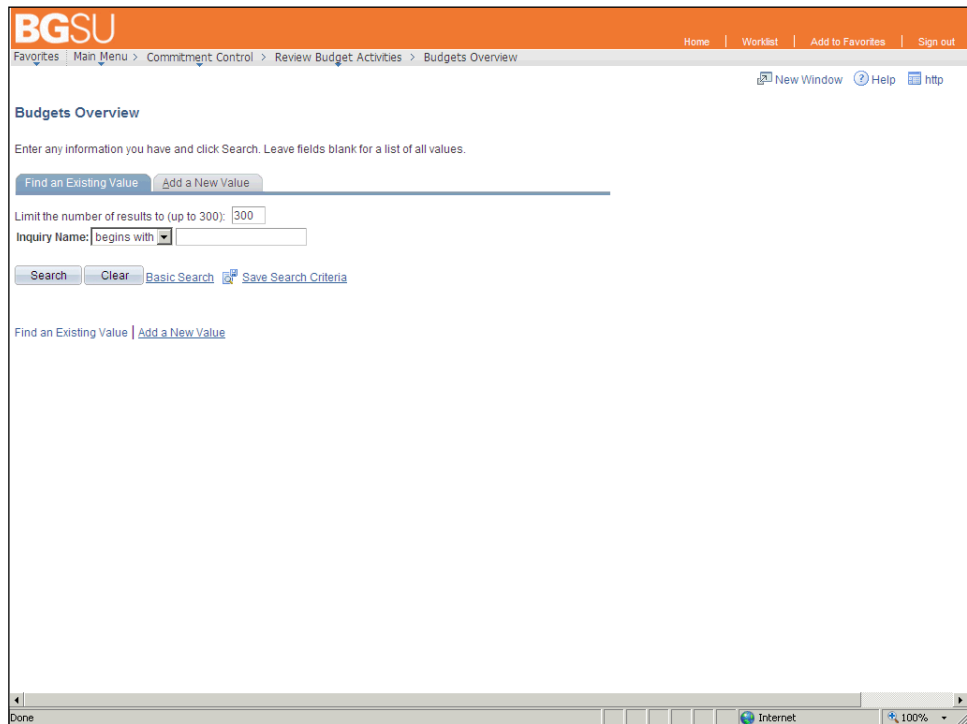 BGSU
Home | Worklist | Add to Favorites | Sign out
Favorites Main Menu > Commitment Control > Review Budget Activities > Budgets Overview
New Window Help http
Budgets Overview
Enter any information you have and click Search. Leave fields blank for a list of all values.
Find an Existing Value Add a New Value
Limit the number of results to (up to 300): 300
Inquiry Name: begins with
Search Clear Basic Search Save Search Criteria
Find an Existing Value | Add a New Value
Done Internet 100%